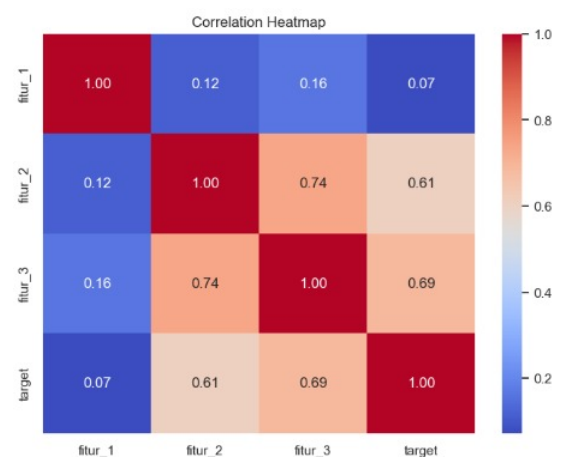 Correlation Heatmap
fitur_1 1.00 0.12 0.16 0.07
fitur_2 0.12 1.00 0.74 0.61
fitur_3 0.16 0.74 1.00 0.69
target 0.07 0.61 0.69 1.00
fitur_1 fitur_2 fitur_3 target
1.0
0.8
0.6
0.4
0.2